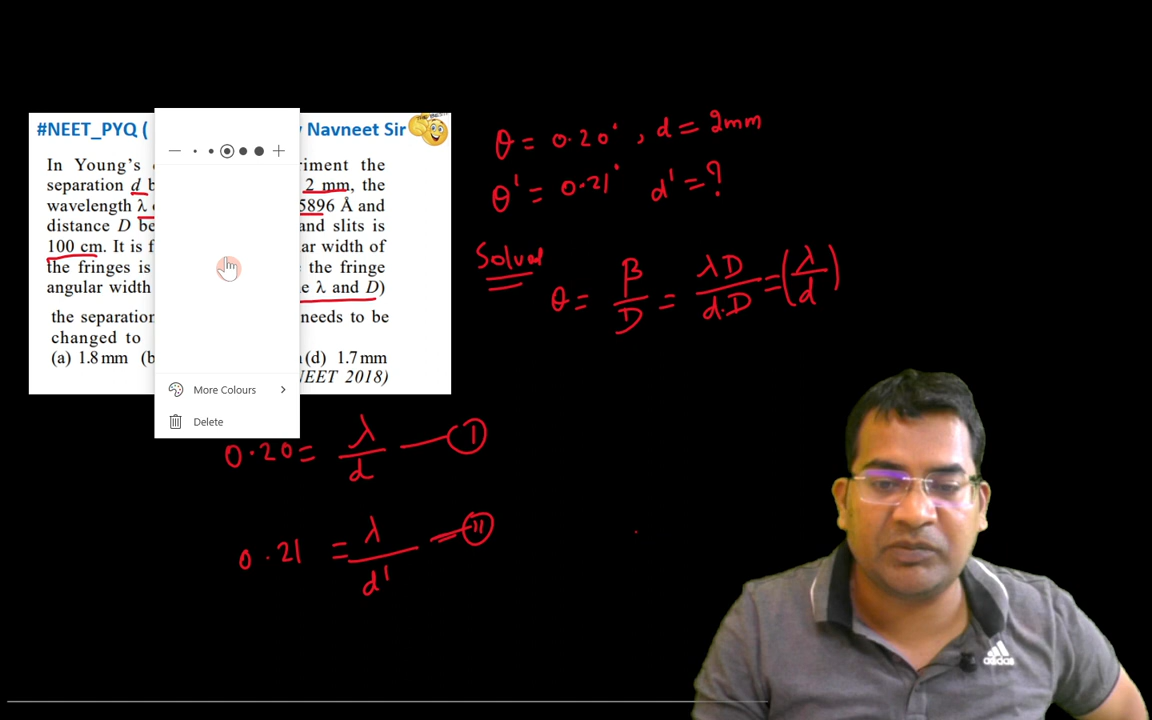 #NEET_PYQ ( y Navneet Sir
In Young's riment the
separation d b 2 mm, the
wavelength λ 5896 Å and
distance D be and slits is
100 cm. It is f ar width of
the fringes is the fringe
angular width e λ and D)
the separation needs to be
changed to
(a) 1.8 mm (b (d) 1.7 mm
NEET 2018)
More Colours
Delete
θ = 0.20°, d = 2mm
θ' = 0.21° d' = ?
Solved
θ = β/D = λD/d.D = (λ/d)
0.20 = λ/d — I
0.21 = λ/d' — II
adidas